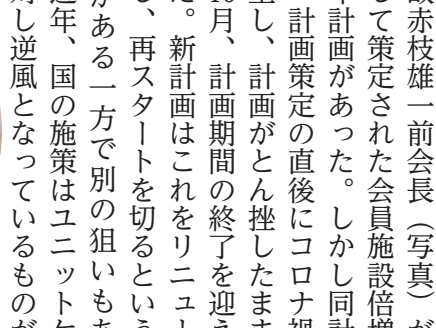 故赤枝雄一前会長（写真）が
して策定された会員施設倍増
年計画があった。しかし同計
計画策定の直後にコロナ禍
し、計画がとん挫したまま
月、計画期間の終了を迎え
た。新計画はこれをリニュー
し、再スタートを切るという
がある一方で別の狙いもあ
近年、国の施策はユニットケ
対し逆風となっているものが